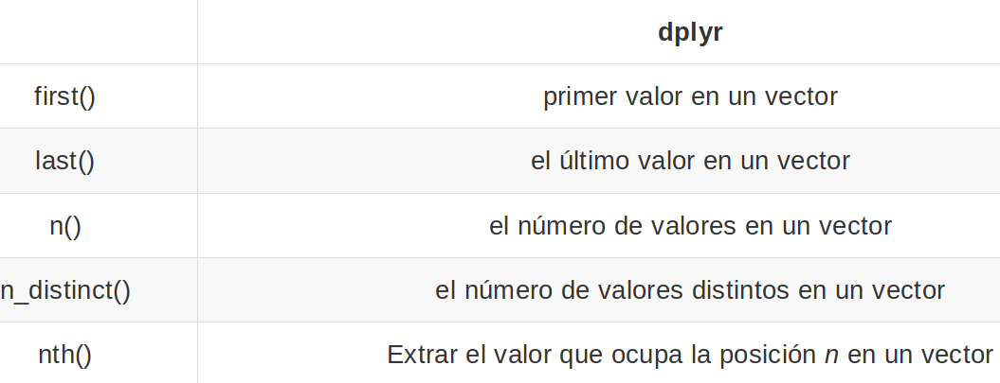 dplyr
first() primer valor en un vector
last() el último valor en un vector
n() el número de valores en un vector
n_distinct() el número de valores distintos en un vector
nth() Extrar el valor que ocupa la posición n en un vector